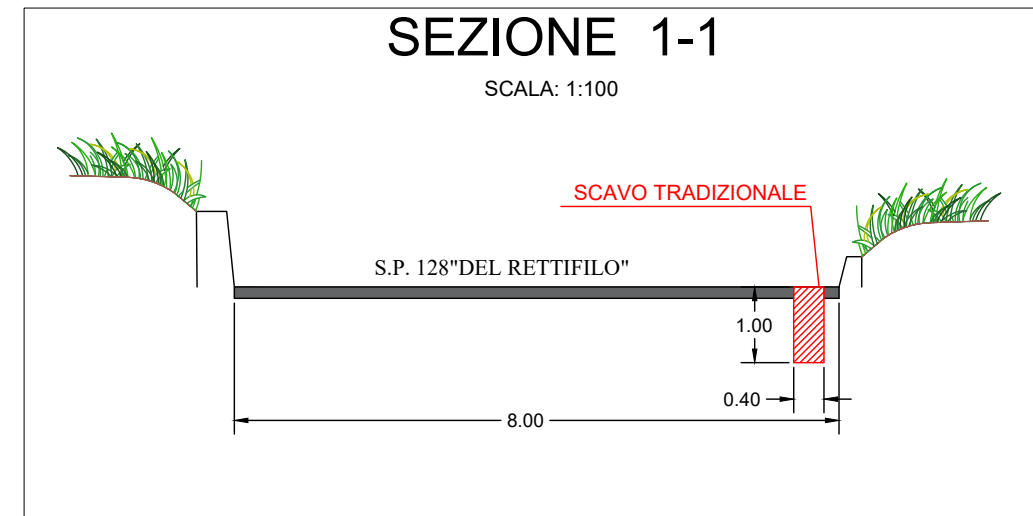 SEZIONE 1-1
SCALA: 1:100
SCAVO TRADIZIONALE
S.P. 128"DEL RETTIFILO"
1.00
0.40
8.00